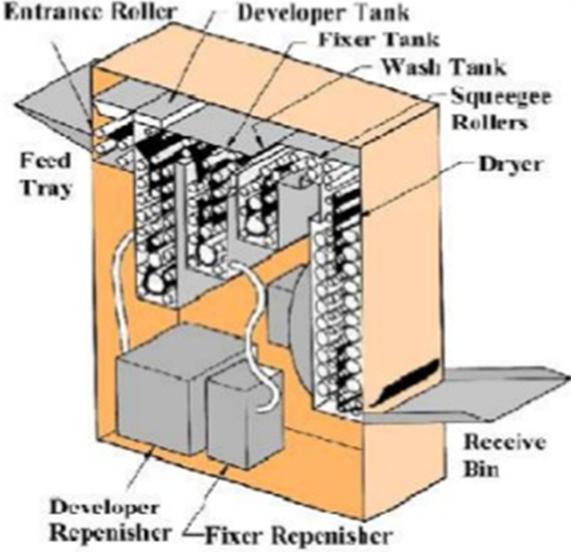 Entrance Roller
Developer Tank
Fixer Tank
Wash Tank
Squeegee
Rollers
Feed
Tray
Dryer
Receive
Bin
Developer
Repenisher
Fixer Repenisher